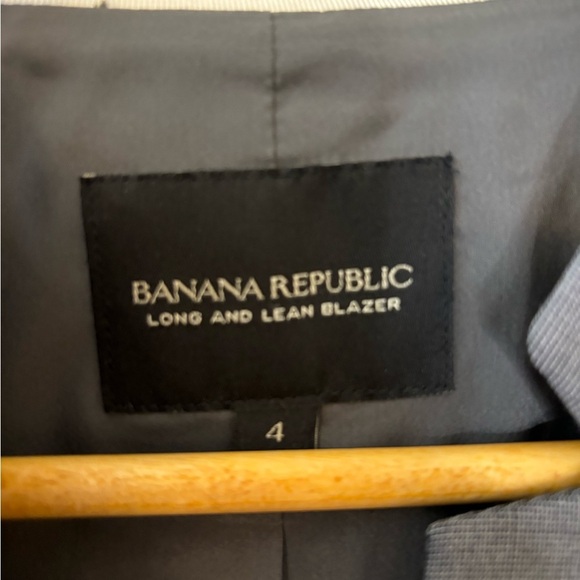 BANANA REPUBLIC
LONG AND LEAN BLAZER
4